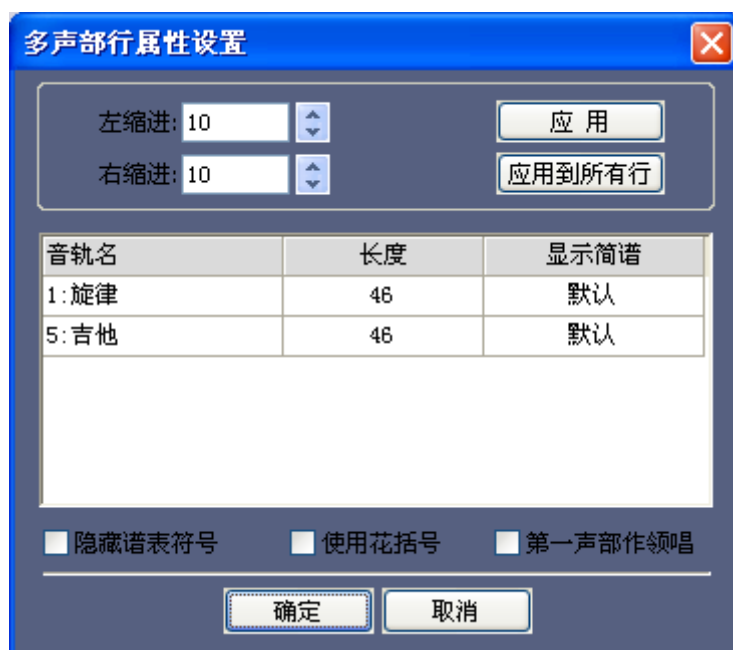 多声部行属性设置
左缩进: 10 应 用
右缩进: 10 应用到所有行
音轨名 长度 显示简谱
1:旋律 46 默认
5:吉他 46 默认
隐藏谱表符号 使用花括号 第一声部作领唱
确定 取消